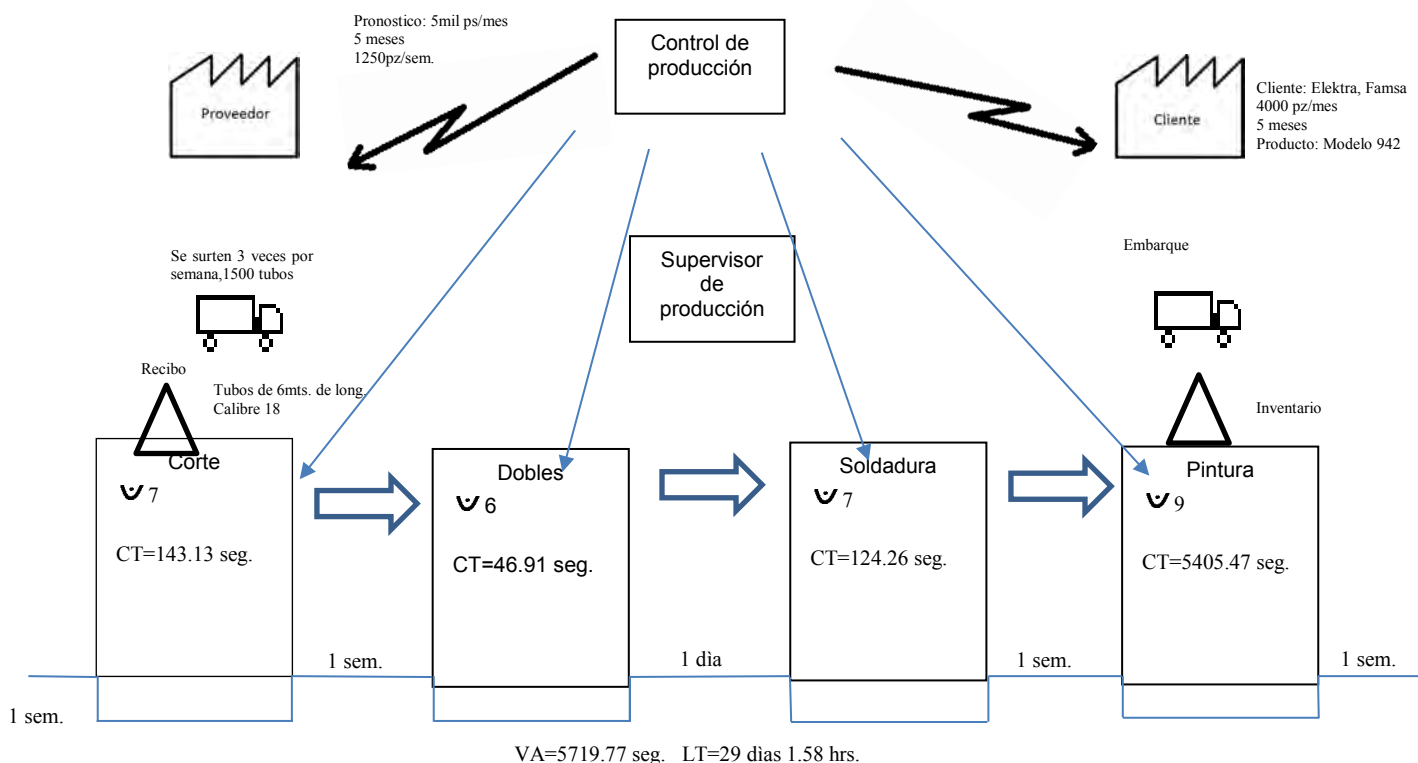 Pronostico: 5mil ps/mes
5 meses
1250pz/sem.
Control de
producción
Proveedor
Cliente
Cliente: Elektra, Famsa
4000 pz/mes
5 meses
Producto: Modelo 942
Se surten 3 veces por
semana,1500 tubos
Supervisor
de
producción
Embarque
Recibo
Tubos de 6mts. de long.
Calibre 18
Inventario
Corte
7
CT=143.13 seg.
Dobles
6
CT=46.91 seg.
Soldadura
7
CT=124.26 seg.
Pintura
9
CT=5405.47 seg.
1 sem.
1 sem.
1 dìa
1 sem.
1 sem.
VA=5719.77 seg. LT=29 dìas 1.58 hrs.